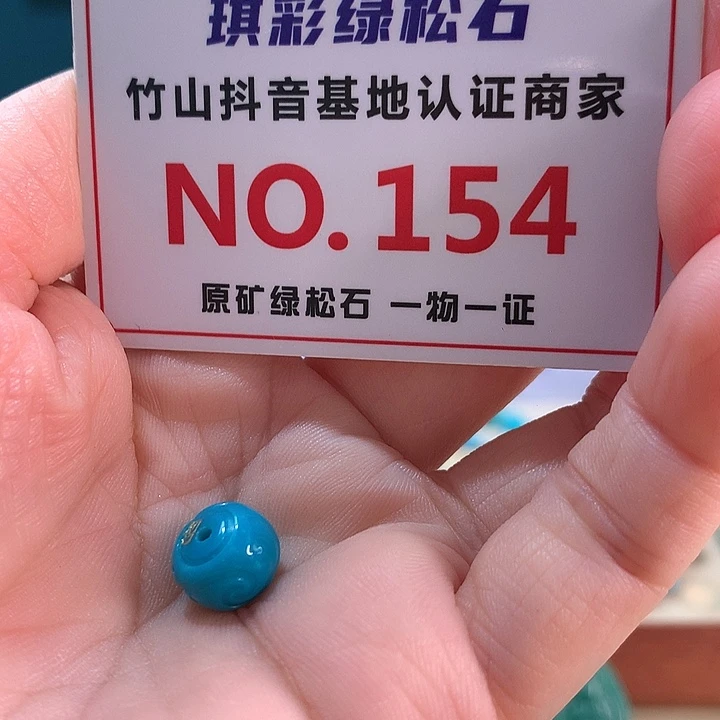 琪彩绿松石
竹山抖音基地认证商家
NO.154
原矿绿松石 一物一证